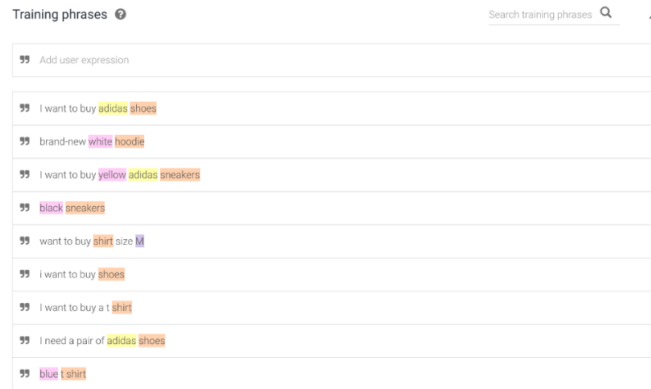 Training phrases
Search training phrases
Add user expression
I want to buy adidas shoes
brand-new white hoodie
I want to buy yellow adidas sneakers
black sneakers
want to buy shirt size M
i want to buy shoes
I want to buy a t shirt
I need a pair of adidas shoes
blue t shirt